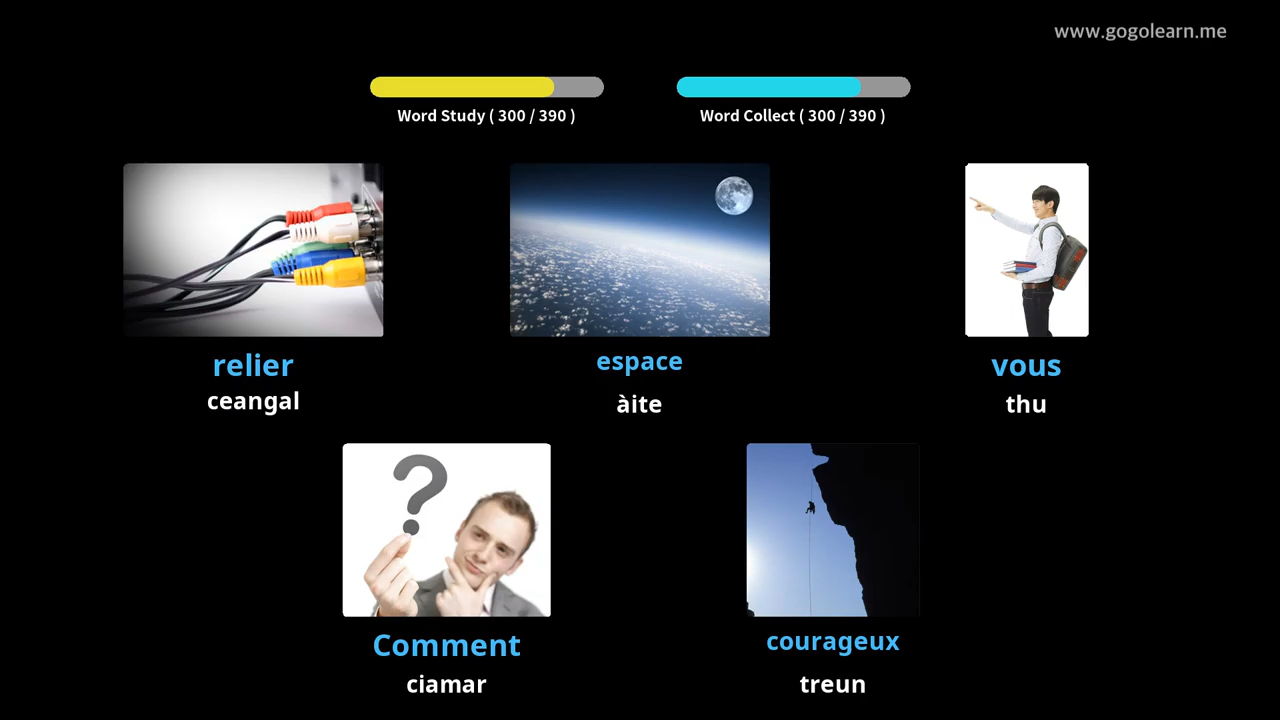 www.gogolearn.me
Word Study ( 300 / 390 )
Word Collect ( 300 / 390 )
relier
ceangal
espace
àite
vous
thu
?
Comment
ciamar
courageux
treun